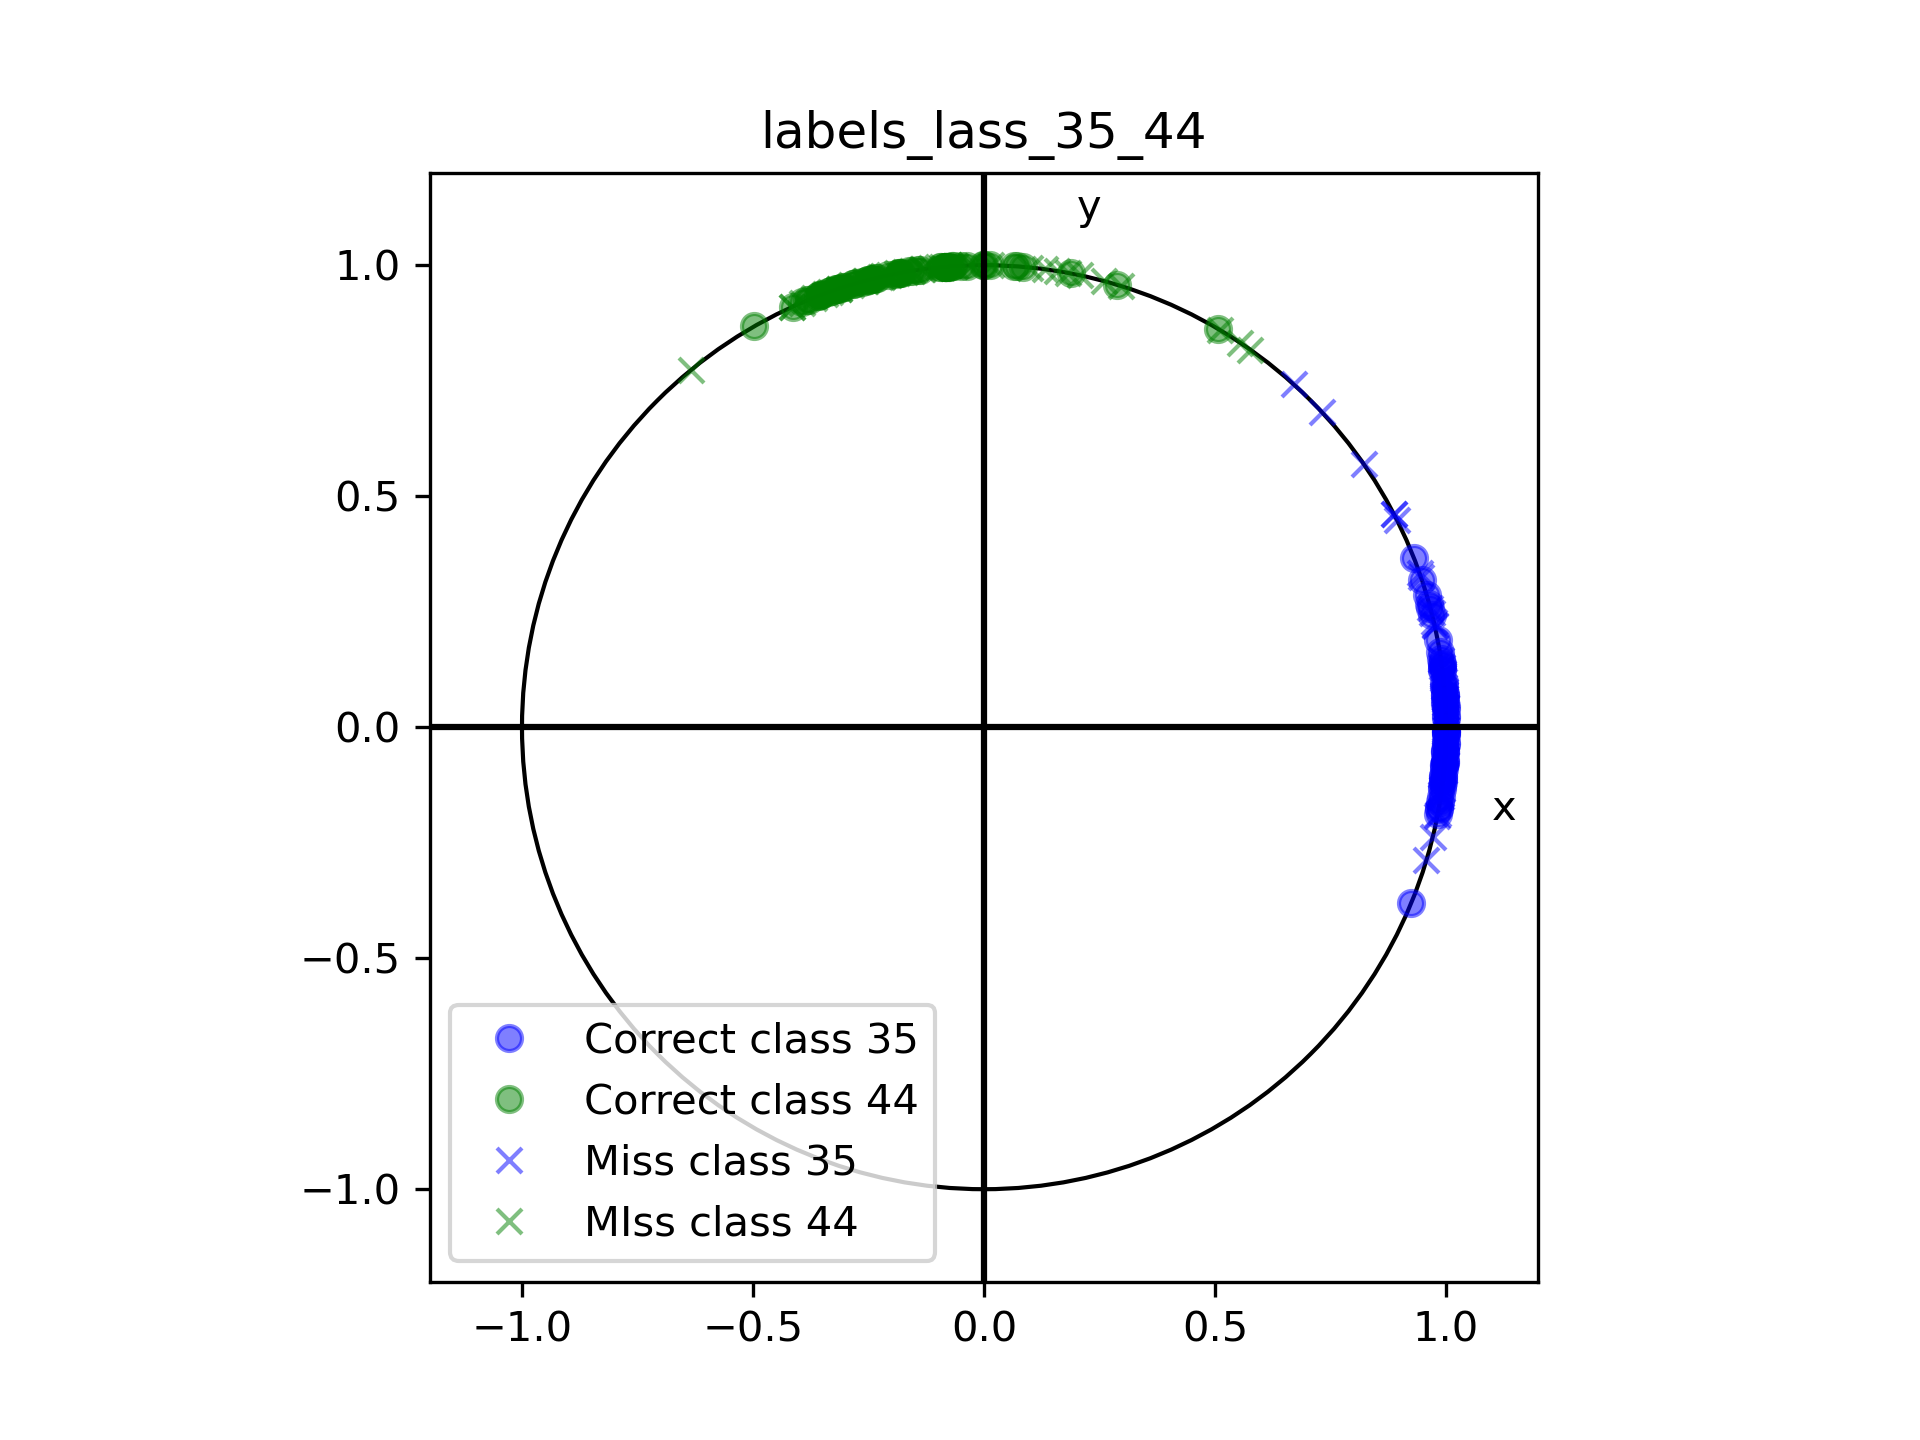 labels_lass_35_44
y
1.0
0.5
0.0
−0.5
−1.0
x
Correct class 35
Correct class 44
Miss class 35
MIss class 44
−1.0 −0.5 0.0 0.5 1.0